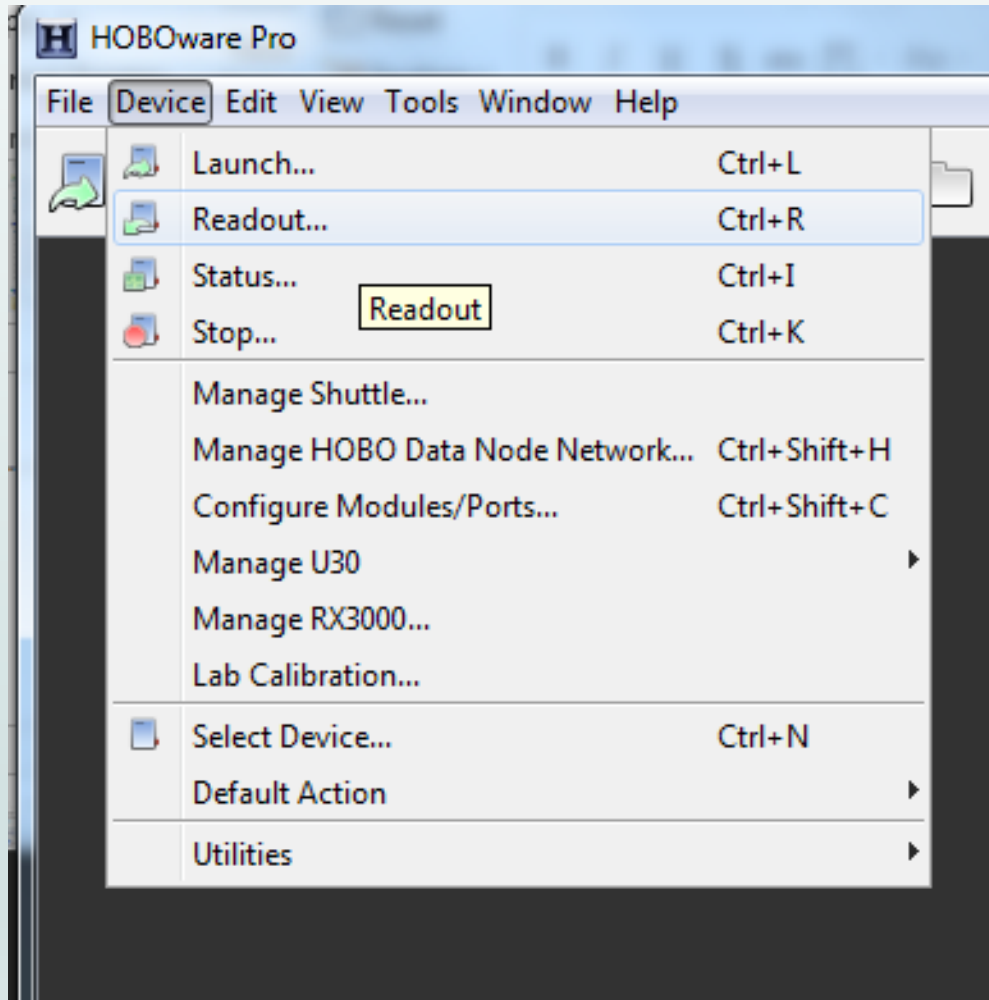 HOBOware Pro
File Device Edit View Tools Window Help
Launch... Ctrl+L
Readout... Ctrl+R
Status... Ctrl+I
Readout
Stop... Ctrl+K
Manage Shuttle...
Manage HOBO Data Node Network... Ctrl+Shift+H
Configure Modules/Ports... Ctrl+Shift+C
Manage U30
Manage RX3000...
Lab Calibration...
Select Device... Ctrl+N
Default Action
Utilities